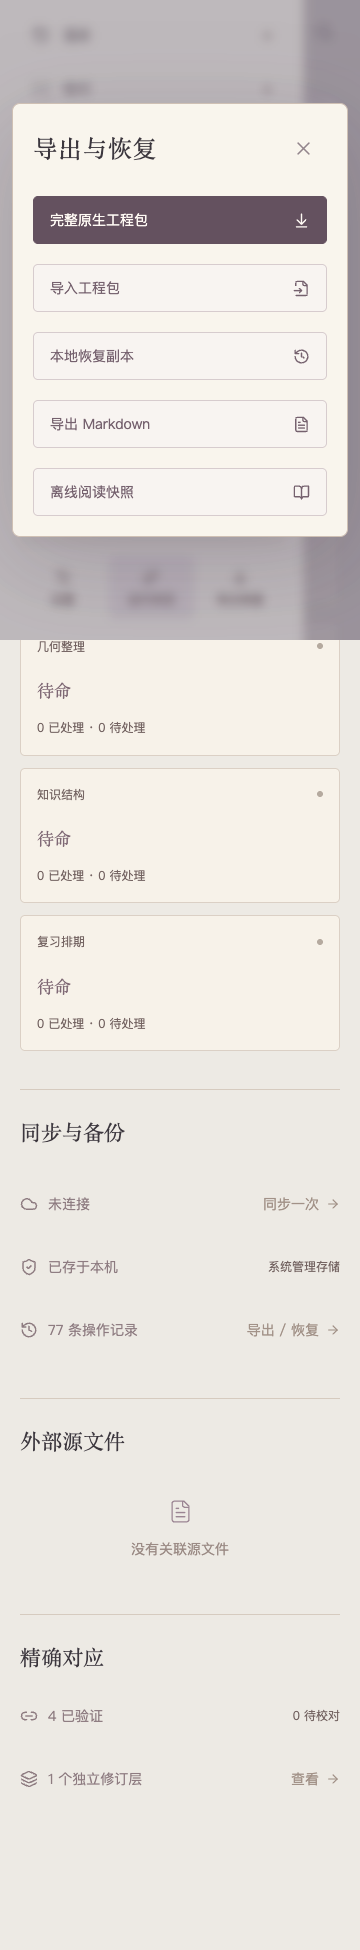 导出与恢复
完整原生工程包
导入工程包
本地恢复副本
导出 Markdown
离线阅读快照
几何整理
待命
0 已处理 · 0 待处理
知识结构
待命
0 已处理 · 0 待处理
复习排期
待命
0 已处理 · 0 待处理
同步与备份
未连接 同步一次 →
已存于本机 系统管理存储
77 条操作记录 导出 / 恢复 →
外部源文件
没有关联源文件
精确对应
4 已验证 0 待校对
1 个独立修订层 查看 →